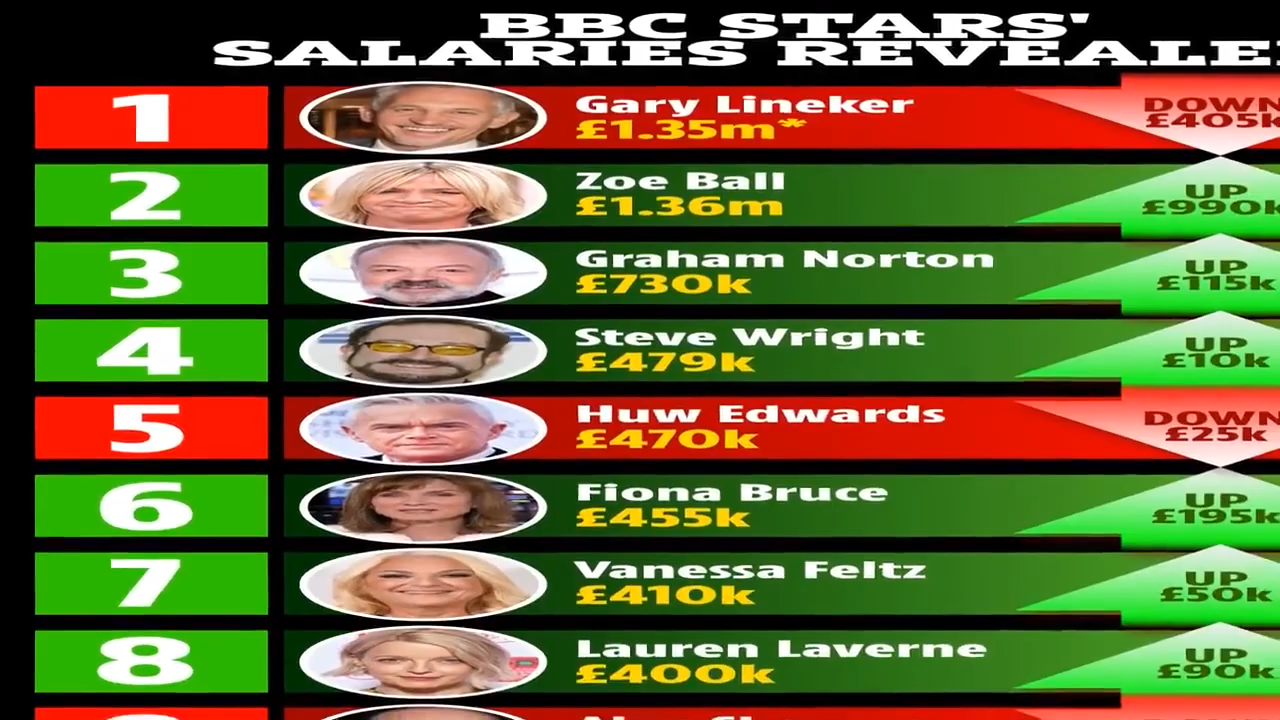 BBC STARS'
SALARIES REVEALE
1
Gary Lineker
£1.35m*
DOWN
£405k
2
Zoe Ball
£1.36m
UP
£990k
3
Graham Norton
£730k
UP
£115k
4
Steve Wright
£479k
UP
£10k
5
Huw Edwards
£470k
DOWN
£25k
6
Fiona Bruce
£455k
UP
£195k
7
Vanessa Feltz
£410k
UP
£50k
8
Lauren Laverne
£400k
UP
£90k